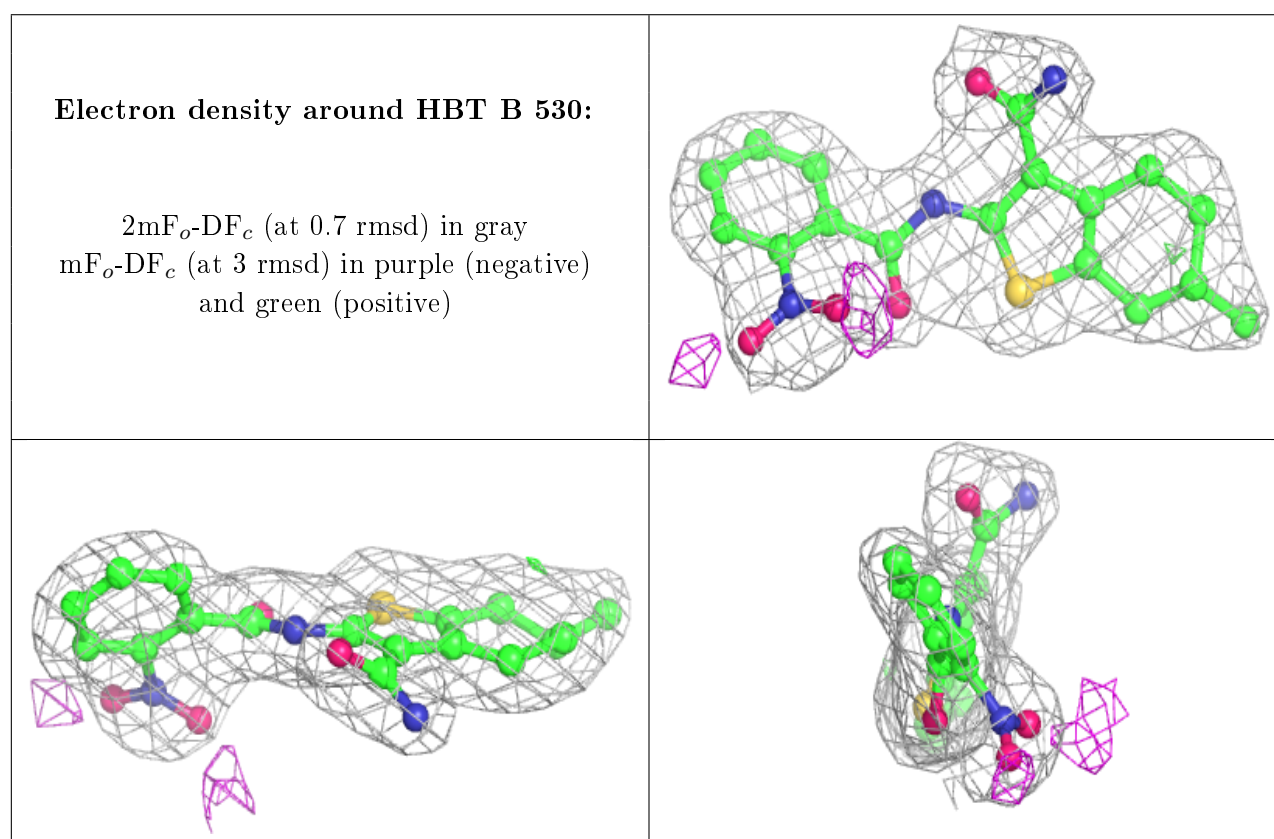 Electron density around HBT B 530:
2mFo-DFc (at 0.7 rmsd) in gray
mFo-DFc (at 3 rmsd) in purple (negative)
and green (positive)